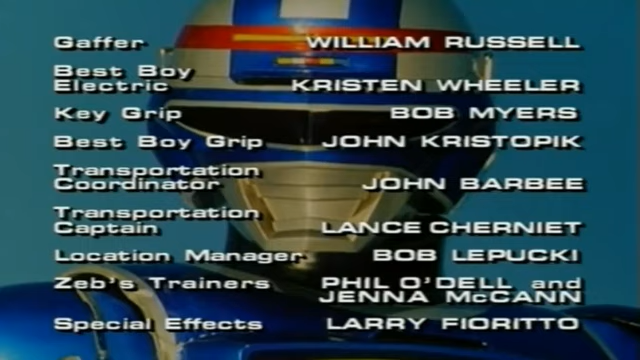 Gaffer WILLIAM RUSSELL
Best Boy
Electric KRISTEN WHEELER
Key Grip BOB MYERS
Best Boy Grip JOHN KRISTOPIK
Transportation
Coordinator JOHN BARBEE
Transportation
Captain LANCE CHERNIET
Location Manager BOB LEPUCKI
Zeb's Trainers PHIL O'DELL and
JENNA McCANN
Special Effects LARRY FIORITTO